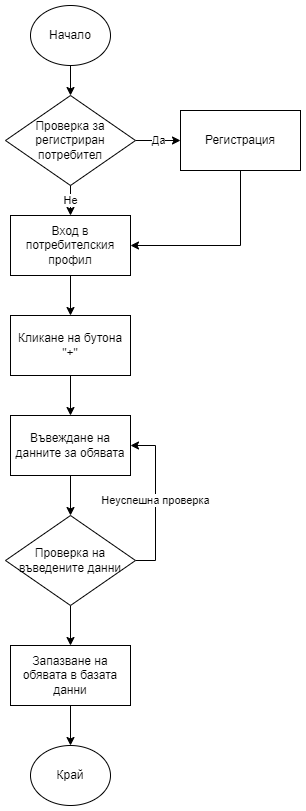 Начало
Проверка за
регистриран
потребител
Да
Регистрация
Не
Вход в
потребителския
профил
Кликане на бутона
"+"
Въвеждане на
данните за обявата
Неуспешна проверка
Проверка на
въведените данни
Запазване на
обявата в базата
данни
Край